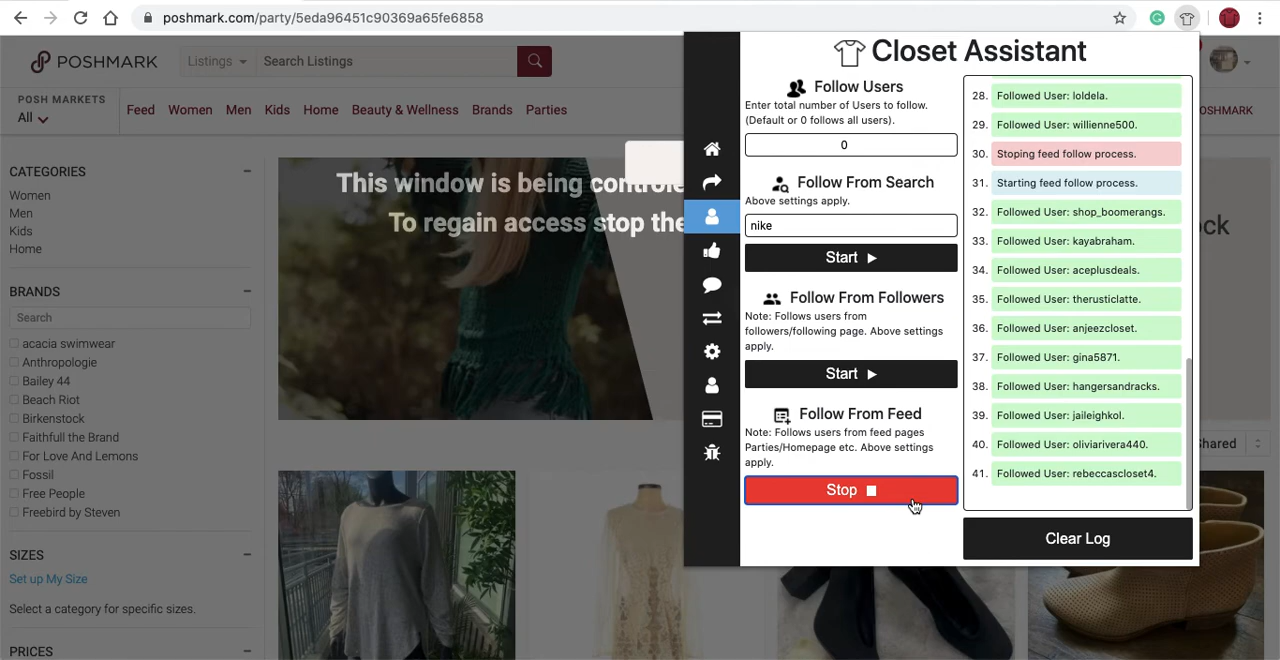 poshmark.com/party/5eda96451c90369a65fe6858
POSHMARK
Listings
Search Listings
POSH MARKETS
All
Feed
Women
Men
Kids
Home
Beauty & Wellness
Brands
Parties
OSHMARK
CATEGORIES
Women
Men
Kids
Home
BRANDS
Search
acacia swimwear
Anthropologie
Bailey 44
Beach Riot
Birkenstock
Faithfull the Brand
For Love And Lemons
Fossil
Free People
Freebird by Steven
SIZES
Set up My Size
Select a category for specific sizes.
PRICES
This window is being controlle
To regain access stop the
ock
Shared
Closet Assistant
Follow Users
Enter total number of Users to follow.
(Default or 0 follows all users).
0
Follow From Search
Above settings apply.
nike
Start
Follow From Followers
Note: Follows users from
followers/following page. Above settings
apply.
Start
Follow From Feed
Note: Follows users from feed pages
Parties/Homepage etc. Above settings
apply.
Stop
28. Followed User: loldela.
29. Followed User: willienne500.
30. Stoping feed follow process.
31. Starting feed follow process.
32. Followed User: shop_boomerangs.
33. Followed User: kayabraham.
34. Followed User: aceplusdeals.
35. Followed User: therusticlatte.
36. Followed User: anjeezcloset.
37. Followed User: gina5871.
38. Followed User: hangersandracks.
39. Followed User: jaileighkol.
40. Followed User: oliviarivera440.
41. Followed User: rebeccascloset4.
Clear Log